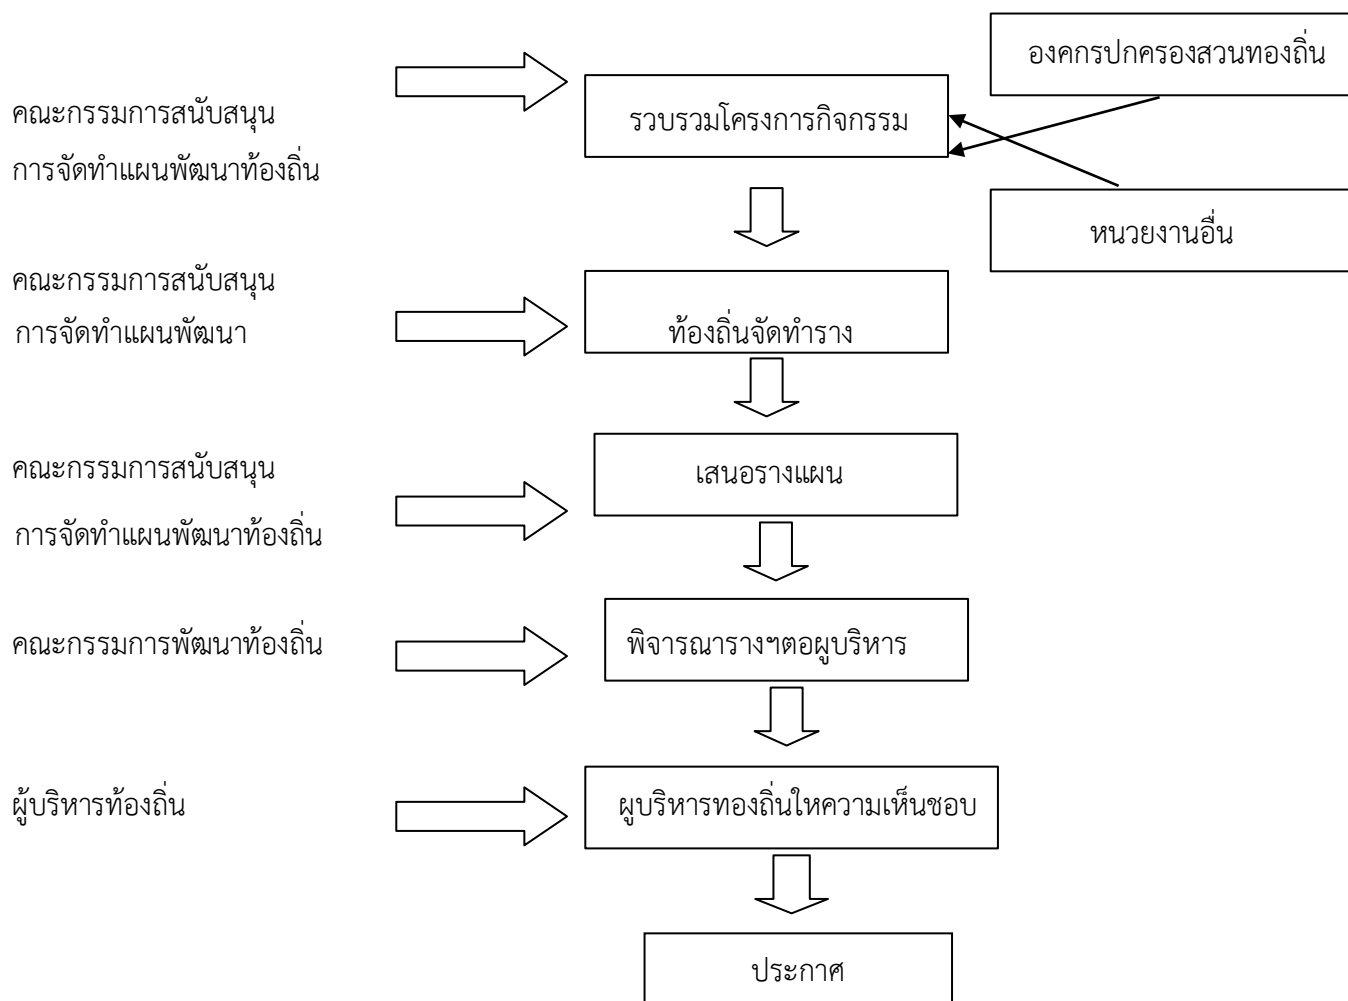 องคกรปกครองสวนทองถิ่น
คณะกรรมการสนับสนุน
รวบรวมโครงการกิจกรรม
การจัดทำแผนพัฒนาท้องถิ่น
หนวยงานอื่น
คณะกรรมการสนับสนุน
การจัดทำแผนพัฒนา
ท้องถิ่นจัดทำราง
คณะกรรมการสนับสนุน
เสนอรางแผน
การจัดทำแผนพัฒนาท้องถิ่น
คณะกรรมการพัฒนาท้องถิ่น
พิจารณารางฯตอผูบริหาร
ผู้บริหารท้องถิ่น
ผูบริหารทองถิ่นใหความเห็นชอบ
ประกาศ